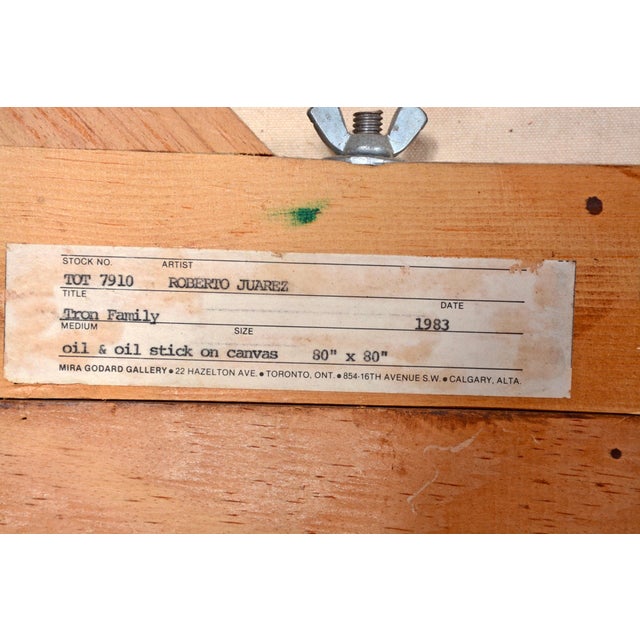 STOCK NO. ARTIST
TOT 7910 ROBERTO JUAREZ
TITLE DATE
Tron Family 1983
MEDIUM SIZE
oil & oil stick on canvas 80" x 80"
MIRA GODARD GALLERY • 22 HAZELTON AVE. • TORONTO, ONT. • 854-16TH AVENUE S.W. • CALGARY, ALTA.